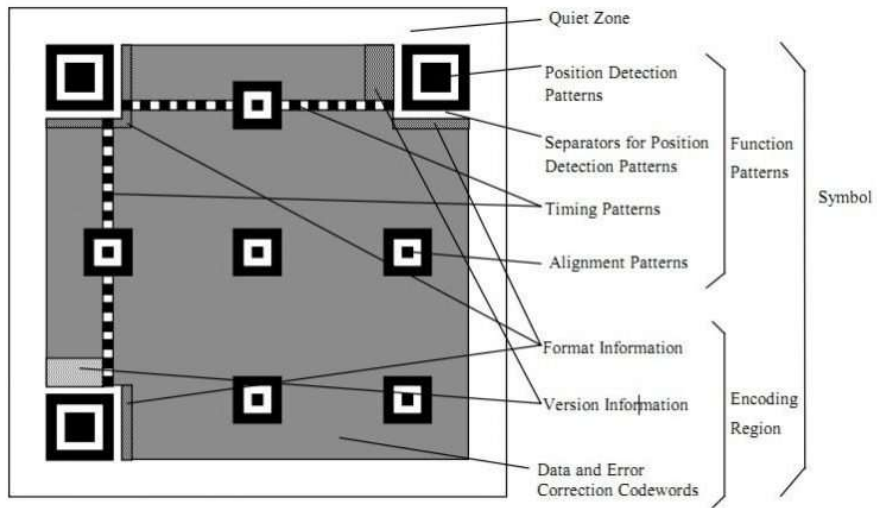 Quiet Zone
Position Detection
Patterns
Separators for Position
Detection Patterns
Timing Patterns
Alignment Patterns
Function
Patterns
Symbol
Format Information
Version Information
Encoding
Region
Data and Error
Correction Codewords